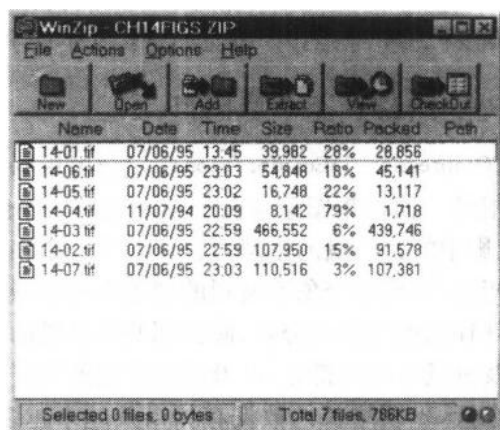 WinZip - CH14FIGS.ZIP
File Actions Options Help
New Open Add Extract View CheckOut
Name Date Time Size Ratio Packed Path
14-01.tif 07/06/95 13:45 39,982 28% 28,856
14-06.tif 07/06/95 23:03 54,848 18% 45,141
14-05.tif 07/06/95 23:02 16,748 22% 13,117
14-04.tif 11/07/94 20:09 8,142 79% 1,718
14-03.tif 07/06/95 22:59 466,552 6% 439,746
14-02.tif 07/06/95 22:59 107,950 15% 91,578
14-07.tif 07/06/95 23:03 110,516 3% 107,381
Selected 0 files, 0 bytes Total 7 files, 786KB